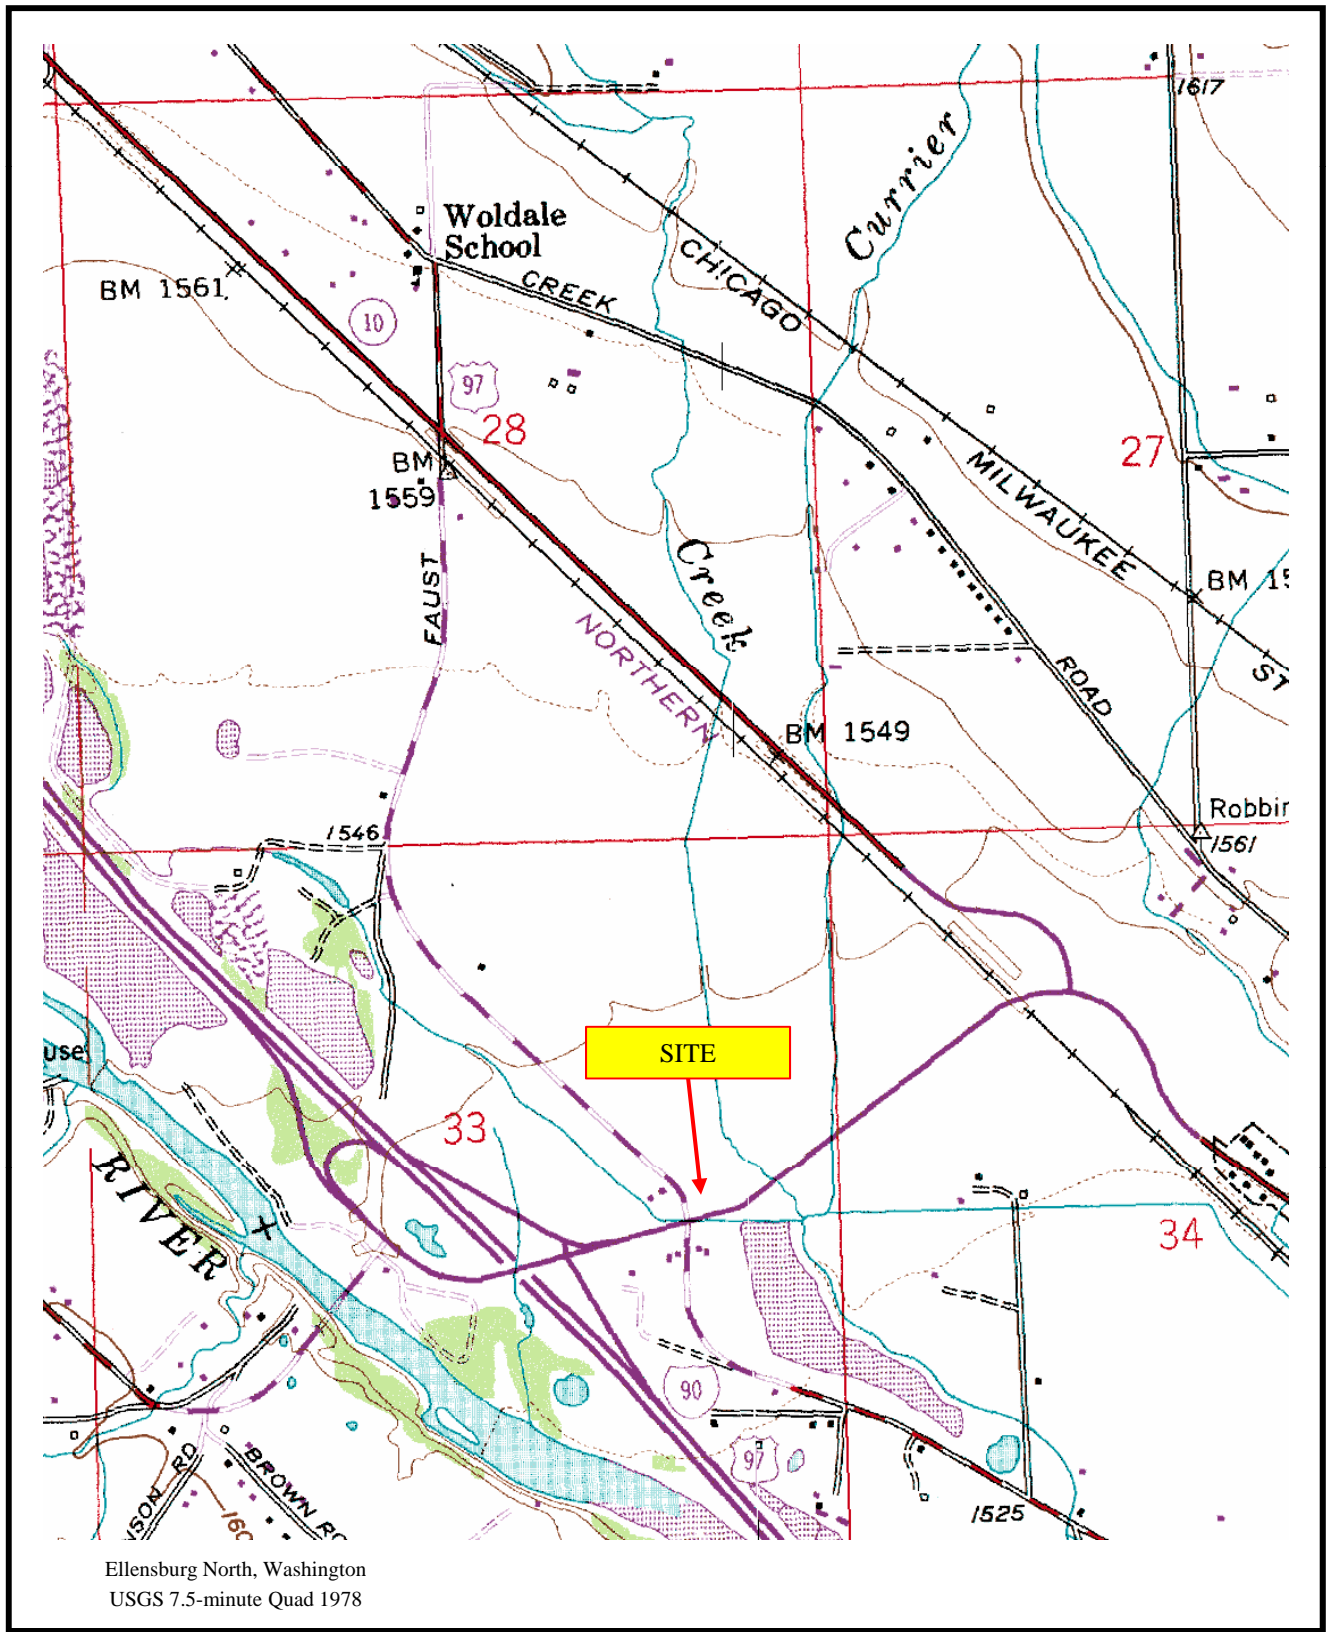 1617
Currier
Woldale
School
CREEK
CHICAGO
BM 1561
10
97
28
27
BM
1559
MILWAUKEE
FAUST
Creek
BM 15
NORTHERN
ROAD
ST
BM 1549
Robbin
1546
1561
use
SITE
33
RIVER
34
90
97
BROWN RD
1525
Ellensburg North, Washington
USGS 7.5-minute Quad 1978